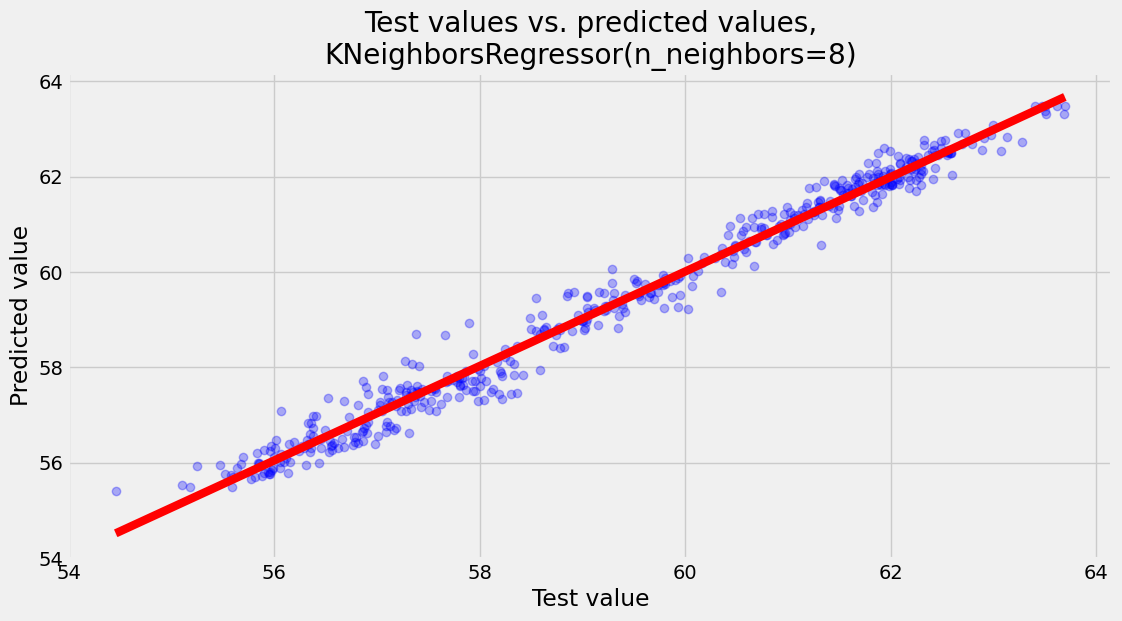 Test values vs. predicted values,
KNeighborsRegressor(n_neighbors=8)
64
62
60
58
56
54
Predicted value
54 56 58 60 62 64
Test value